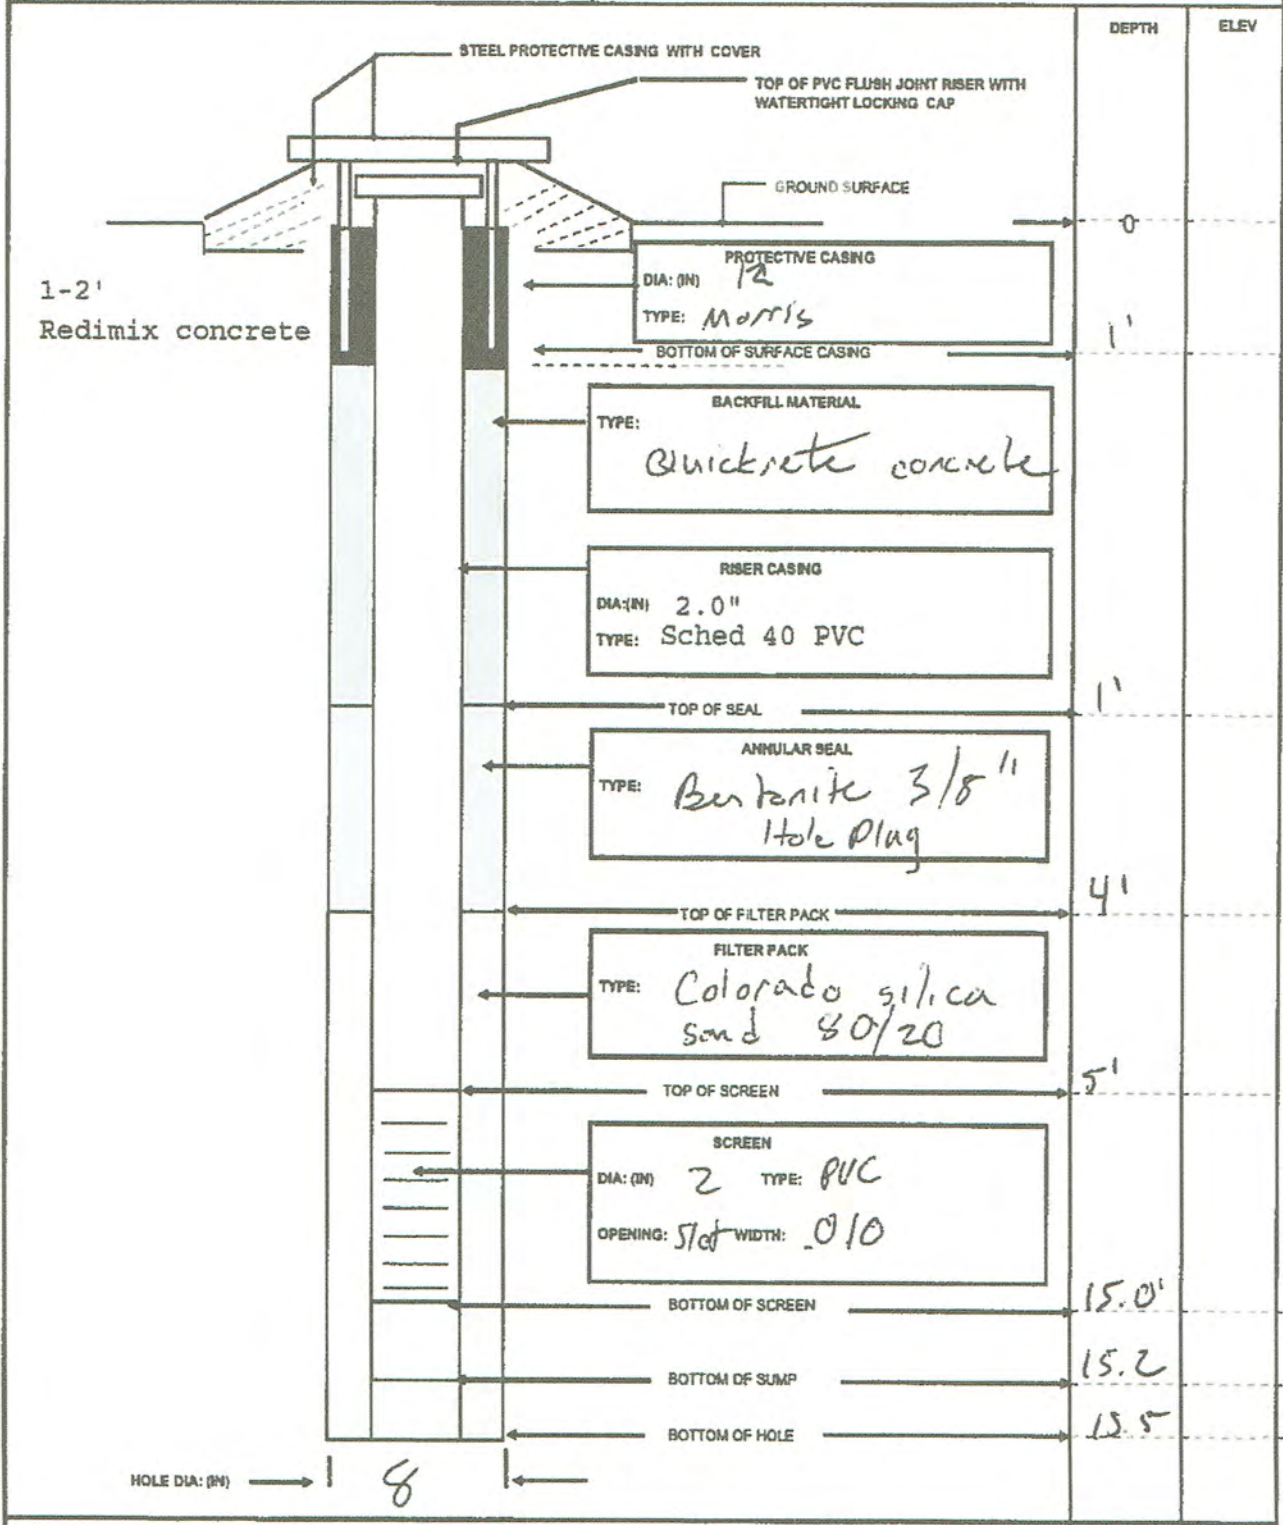 DEPTH
ELEV
STEEL PROTECTIVE CASING WITH COVER
TOP OF PVC FLUSH JOINT RISER WITH
WATERTIGHT LOCKING CAP
GROUND SURFACE
0
PROTECTIVE CASING
DIA: (IN) 12
TYPE: Morris
1-2'
Redimix concrete
BOTTOM OF SURFACE CASING
1'
BACKFILL MATERIAL
TYPE:
Quickrete concrete
RISER CASING
DIA:(IN) 2.0"
TYPE: Sched 40 PVC
TOP OF SEAL
1'
ANNULAR SEAL
TYPE: Bentonite 3/8"
Hole Plug
TOP OF FILTER PACK
4'
FILTER PACK
TYPE: Colorado silica
sand 80/20
TOP OF SCREEN
5'
SCREEN
DIA: (IN) 2 TYPE: PVC
OPENING: Slot WIDTH: .010
BOTTOM OF SCREEN
15.0'
BOTTOM OF SUMP
15.2
BOTTOM OF HOLE
15.5
HOLE DIA: (IN) 8